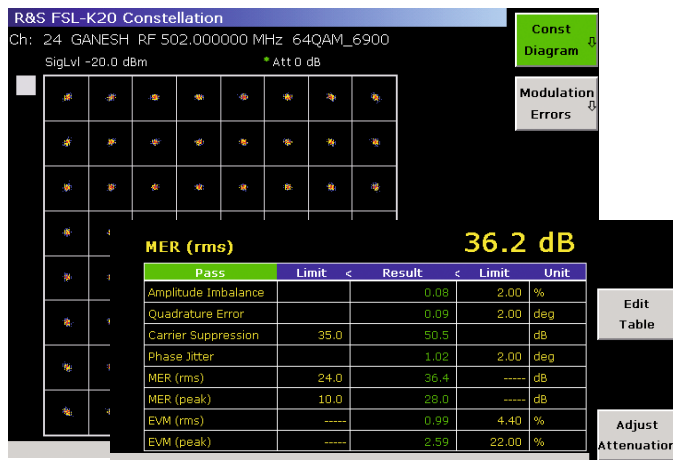 R&S FSL-K20 Constellation
Ch: 24 GANESH RF 502.000000 MHz 64QAM_6900
SigLvl -20.0 dBm Att 0 dB
Const Diagram
Modulation Errors
MER (rms) 36.2 dB
Pass Limit < Result < Limit Unit
Amplitude Imbalance 0.08 2.00 %
Quadrature Error 0.09 2.00 deg
Carrier Suppression 35.0 50.5 dB
Phase Jitter 1.02 2.00 deg
MER (rms) 24.0 36.4 ----- dB
MER (peak) 10.0 28.0 ----- dB
EVM (rms) ----- 0.99 4.40 %
EVM (peak) ----- 2.59 22.00 %
Edit Table
Adjust Attenuation